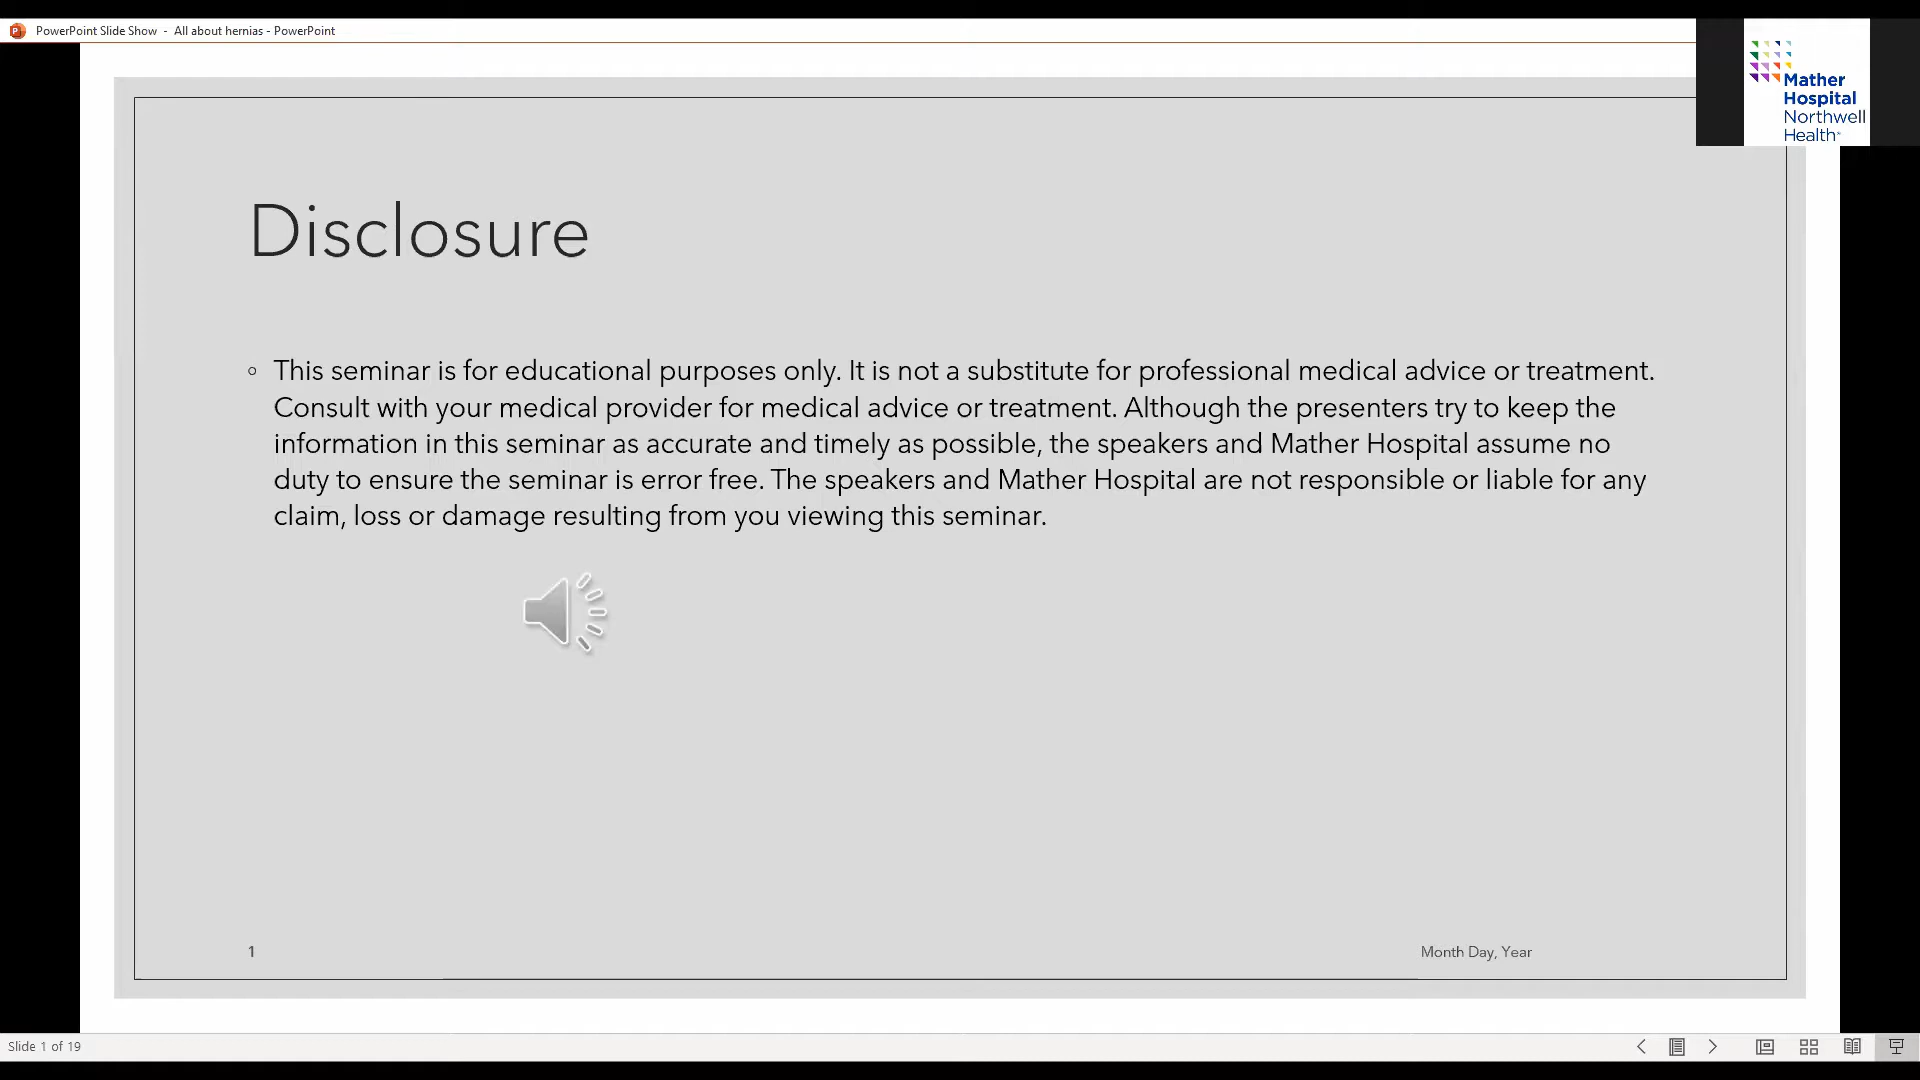 PowerPoint Slide Show - All about hernias - PowerPoint
Mather
Hospital
Northwell
Health®
Disclosure
◦ This seminar is for educational purposes only. It is not a substitute for professional medical advice or treatment.
Consult with your medical provider for medical advice or treatment. Although the presenters try to keep the
information in this seminar as accurate and timely as possible, the speakers and Mather Hospital assume no
duty to ensure the seminar is error free. The speakers and Mather Hospital are not responsible or liable for any
claim, loss or damage resulting from you viewing this seminar.
1
Month Day, Year
Slide 1 of 19